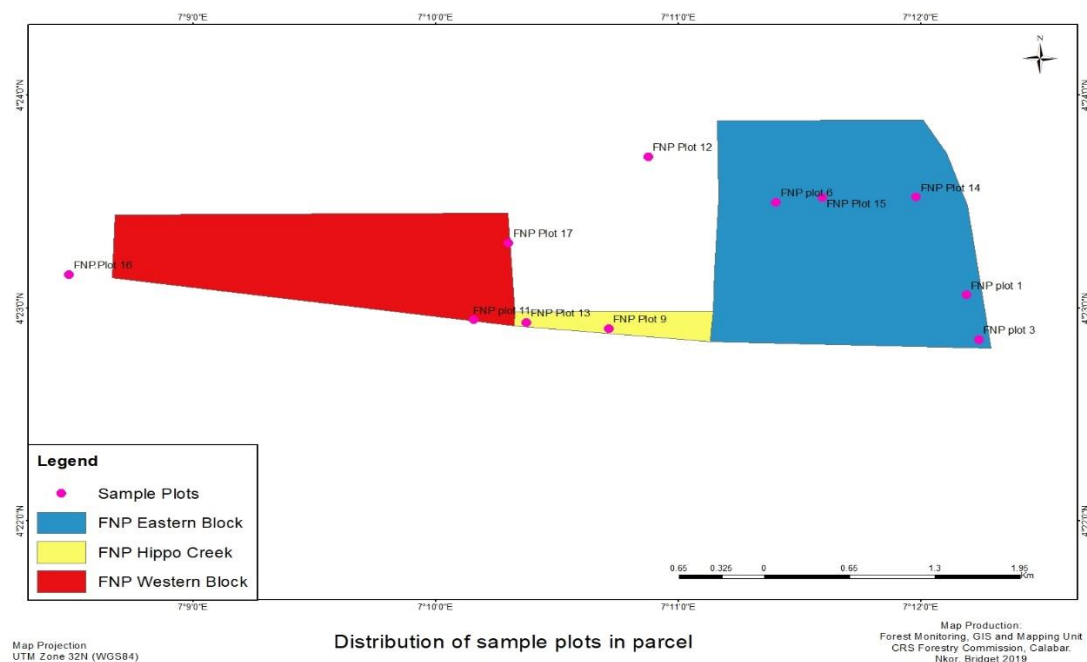 7°9'0"E
7°10'0"E
7°11'0"E
7°12'0"E
N
4°24'0"N
4°24'0"N
FNP Plot 12
FNP plot 6
FNP Plot 15
FNP Plot 14
FNP Plot 17
FNP.Plot 16
FNP plot 1
4°23'0"N
4°23'0"N
FNP plot 11
FNP Plot 13
FNP Plot 9
FNP plot 3
Legend
Sample Plots
FNP Eastern Block
FNP Hippo Creek
FNP Western Block
4°22'0"N
4°22'0"N
0.65 0.325 0 0.65 1.3 1.95
Km
7°9'0"E
7°10'0"E
7°11'0"E
7°12'0"E
Map Projection
UTM Zone 32N (WGS84)
Distribution of sample plots in parcel
Map Production:
Forest Monitoring, GIS and Mapping Unit
CRS Forestry Commission, Calabar.
Nkor, Bridget 2019